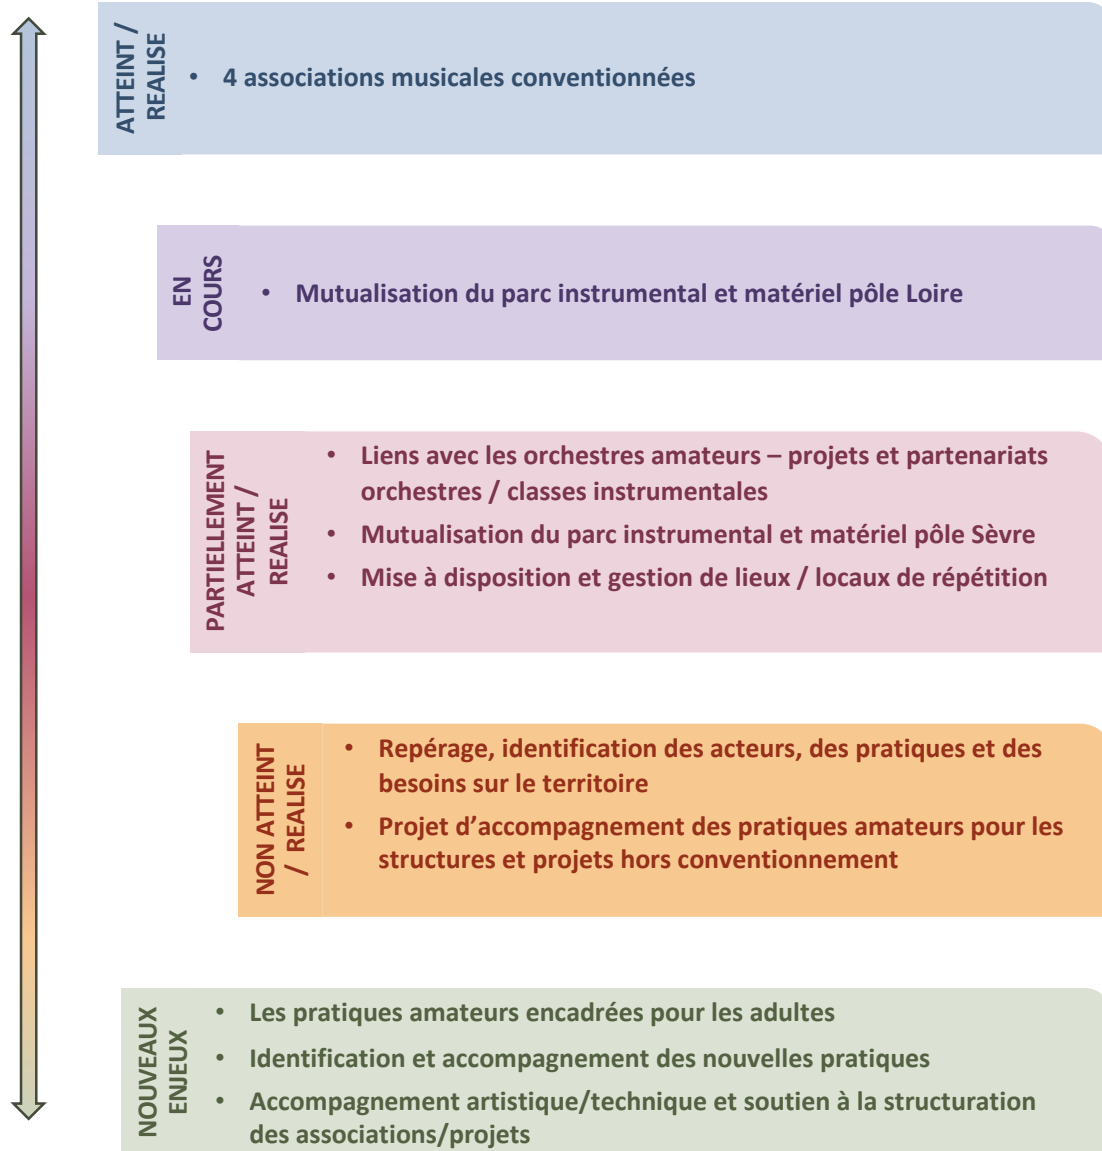 ATTEINT /
REALISE
• 4 associations musicales conventionnées
EN
COURS
• Mutualisation du parc instrumental et matériel pôle Loire
PARTIELLEMENT
ATTEINT /
REALISE
• Liens avec les orchestres amateurs – projets et partenariats
orchestres / classes instrumentales
• Mutualisation du parc instrumental et matériel pôle Sèvre
• Mise à disposition et gestion de lieux / locaux de répétition
NON ATTEINT
/ REALISE
• Repérage, identification des acteurs, des pratiques et des
besoins sur le territoire
• Projet d’accompagnement des pratiques amateurs pour les
structures et projets hors conventionnement
NOUVEAUX
ENJEUX
• Les pratiques amateurs encadrées pour les adultes
• Identification et accompagnement des nouvelles pratiques
• Accompagnement artistique/technique et soutien à la structuration
des associations/projets